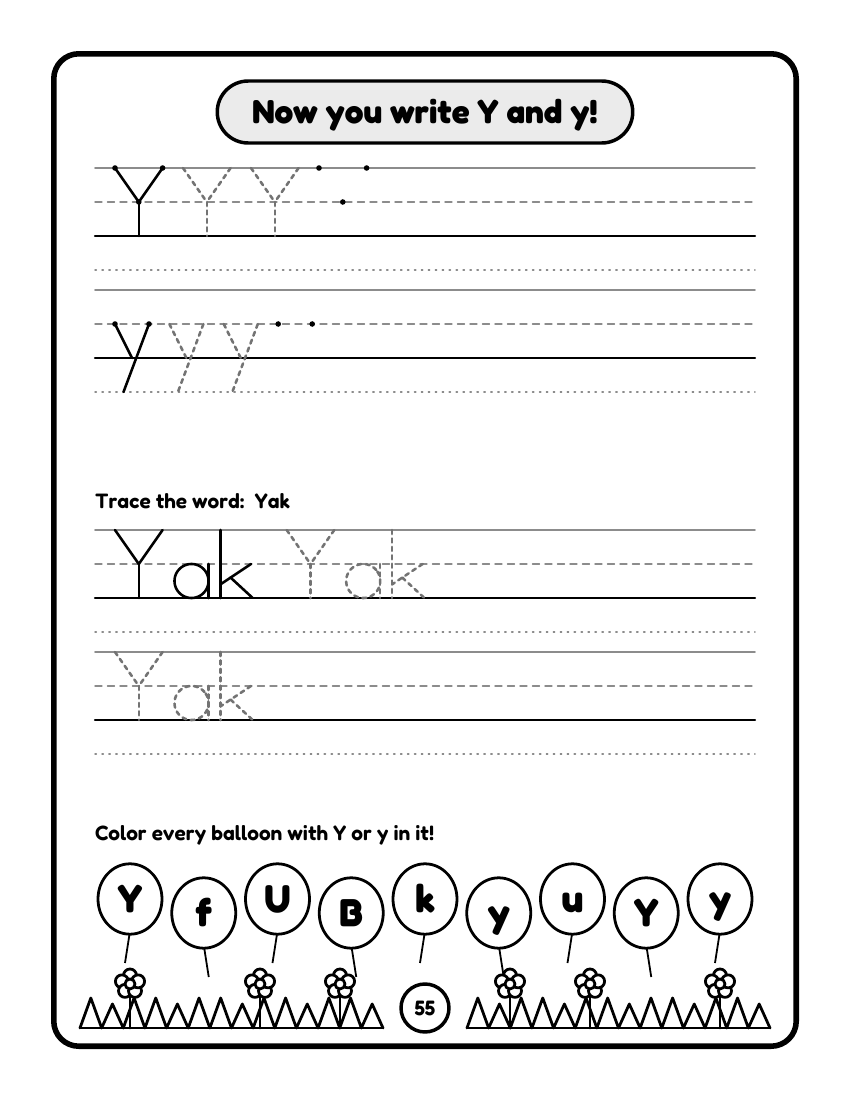 Now you write Y and y!
Y Y Y
y y y
Trace the word: Yak
Yak Yak
Yak
Color every balloon with Y or y in it!
Y f U B k y u Y y
55